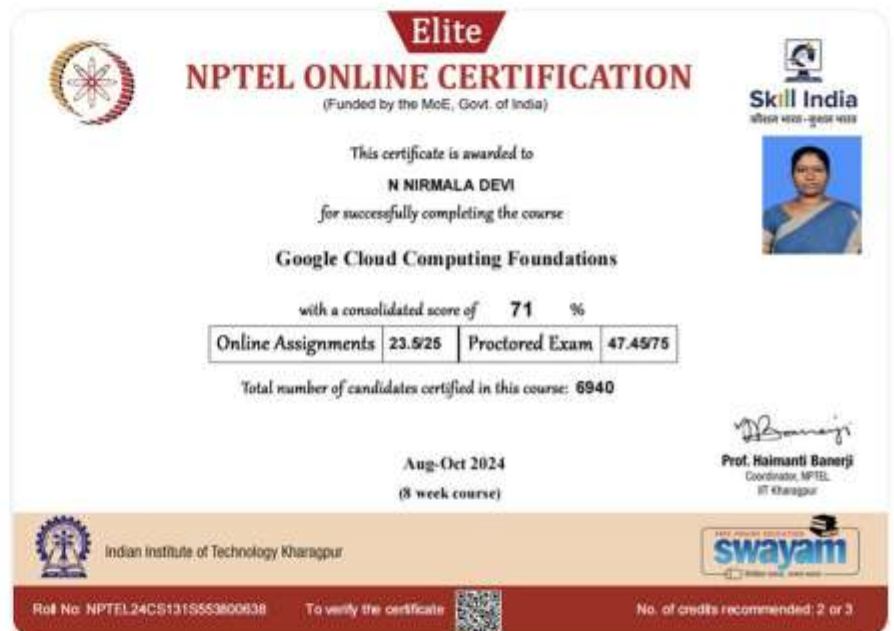 Elite
NPTEL ONLINE CERTIFICATION
(Funded by the MoE, Govt. of India)
Skill India
कौशल भारत - कुशल भारत
This certificate is awarded to
N NIRMALA DEVI
for successfully completing the course
Google Cloud Computing Foundations
with a consolidated score of 71 %
Online Assignments 23.5/25 Proctored Exam 47.45/75
Total number of candidates certified in this course: 6940
Aug-Oct 2024
(8 week course)
Prof. Haimanti Banerji
Coordinator, NPTEL
IIT Kharagpur
Indian Institute of Technology Kharagpur
swayam
Roll No: NPTEL24CS131S553800638 To verify the certificate No. of credits recommended: 2 or 3